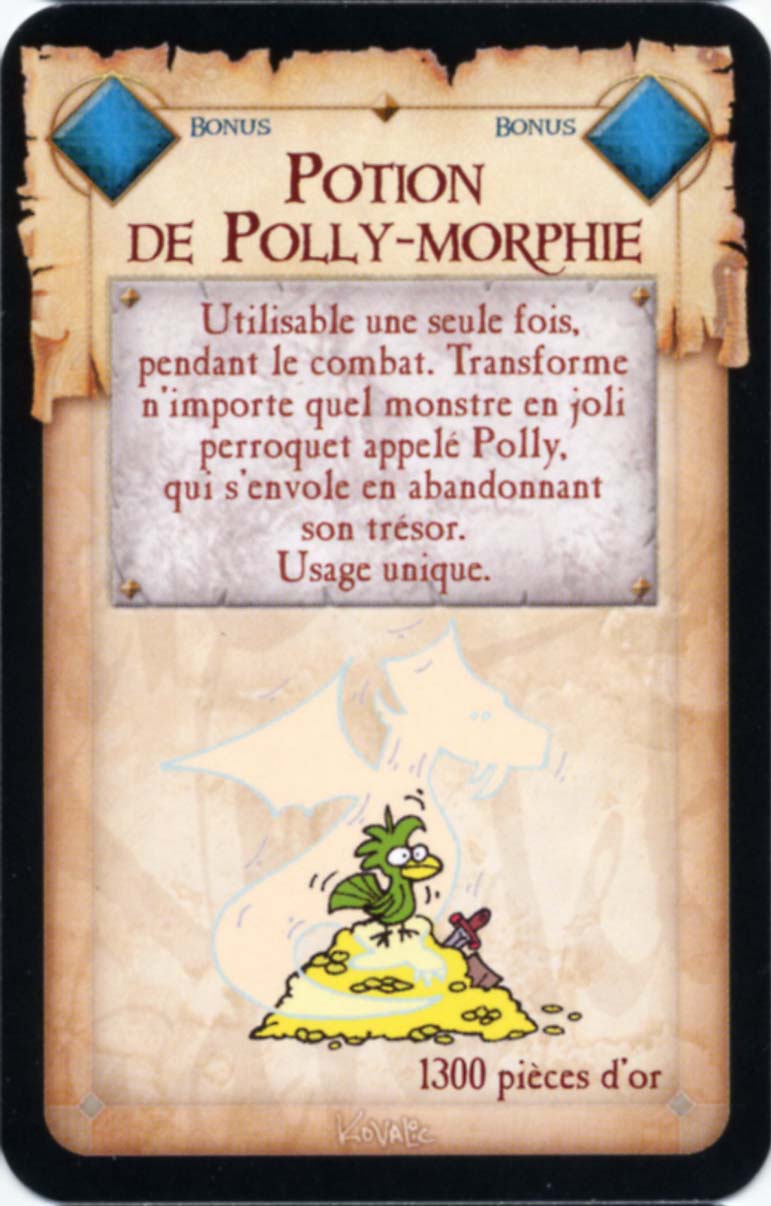 BONUS
BONUS
POTION
DE POLLY-MORPHIE
Utilisable une seule fois,
pendant le combat. Transforme
n'importe quel monstre en joli
perroquet appelé Polly,
qui s'envole en abandonnant
son trésor.
Usage unique.
1300 pièces d'or
KOVALIC